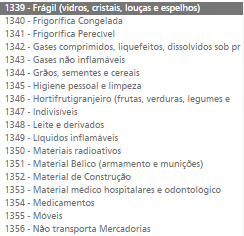 1339 - Frágil (vidros, cristais, louças e espelhos)
1340 - Frigorífica Congelada
1341 - Frigorífica Perecível
1342 - Gases comprimidos, liquefeitos, dissolvidos sob pr
1343 - Gases não inflamáveis
1344 - Grãos, sementes e cereais
1345 - Higiene pessoal e limpeza
1346 - Hortifrutigranjeiro (frutas, verduras, legumes e
1347 - Indivisíveis
1348 - Leite e derivados
1349 - Líquidos inflamáveis
1350 - Materiais radioativos
1351 - Material Bélico (armamento e munições)
1352 - Material de Construção
1353 - Material médico hospitalares e odontológico
1354 - Medicamentos
1355 - Móveis
1356 - Não transporta Mercadorias